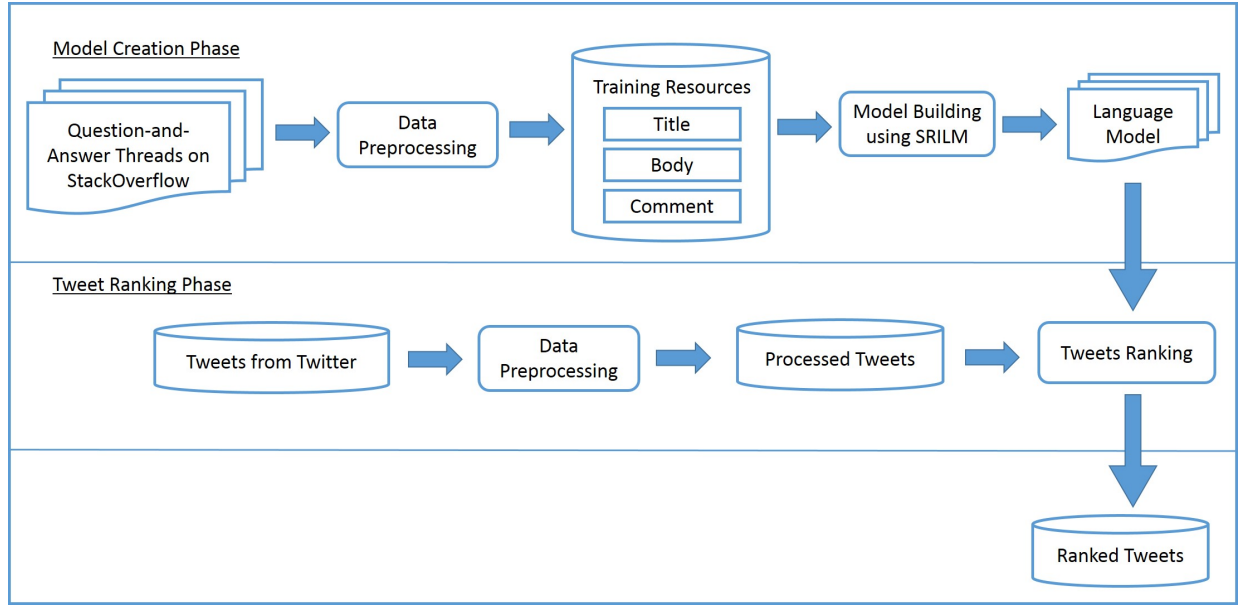 Model Creation Phase
Question-and-
Answer Threads on
StackOverflow
Data
Preprocessing
Training Resources
Title
Body
Comment
Model Building
using SRILM
Language
Model
Tweet Ranking Phase
Tweets from Twitter
Data
Preprocessing
Processed Tweets
Tweets Ranking
Ranked Tweets